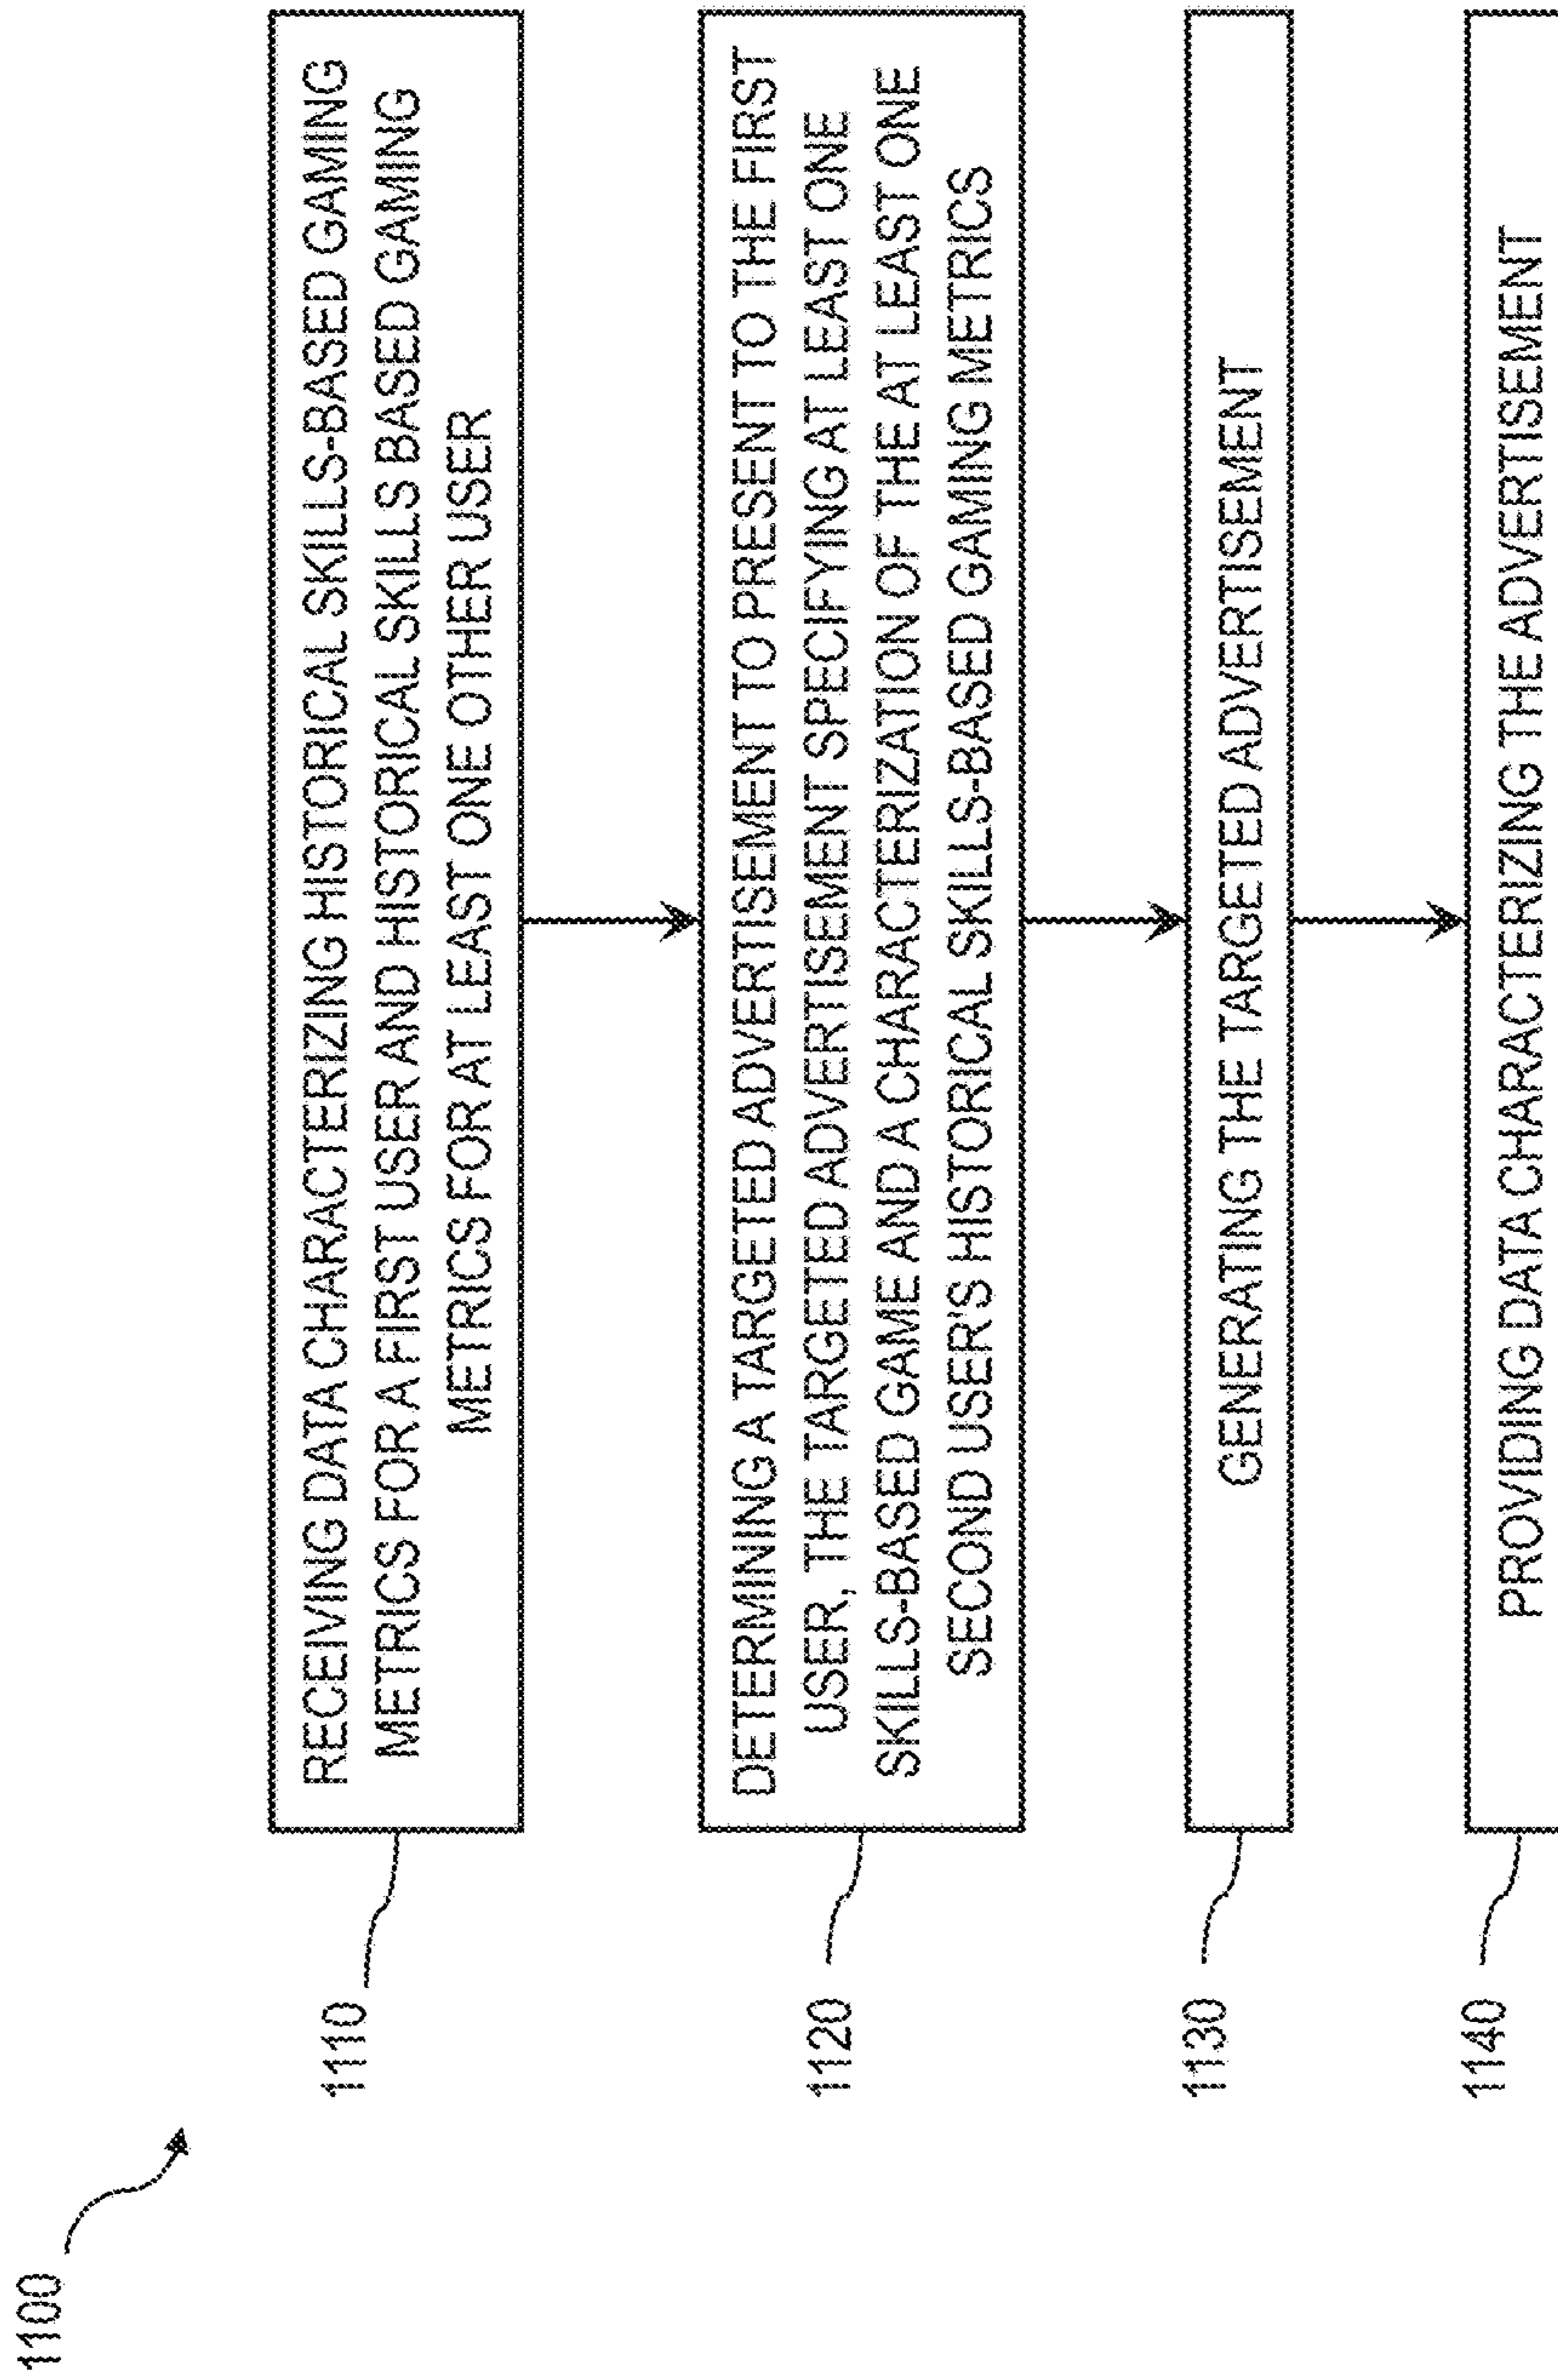 1100
1110
RECEIVING DATA CHARACTERIZING HISTORICAL SKILLS-BASED GAMING
METRICS FOR A FIRST USER AND HISTORICAL SKILLS BASED GAMING
METRICS FOR AT LEAST ONE OTHER USER
1120
DETERMINING A TARGETED ADVERTISEMENT TO PRESENT TO THE FIRST
USER, THE TARGETED ADVERTISEMENT SPECIFYING AT LEAST ONE
SKILLS-BASED GAME AND A CHARACTERIZATION OF THE AT LEAST ONE
SECOND USER'S HISTORICAL SKILLS-BASED GAMING METRICS
1130
GENERATING THE TARGETED ADVERTISEMENT
1140
PROVIDING DATA CHARACTERIZING THE ADVERTISEMENT